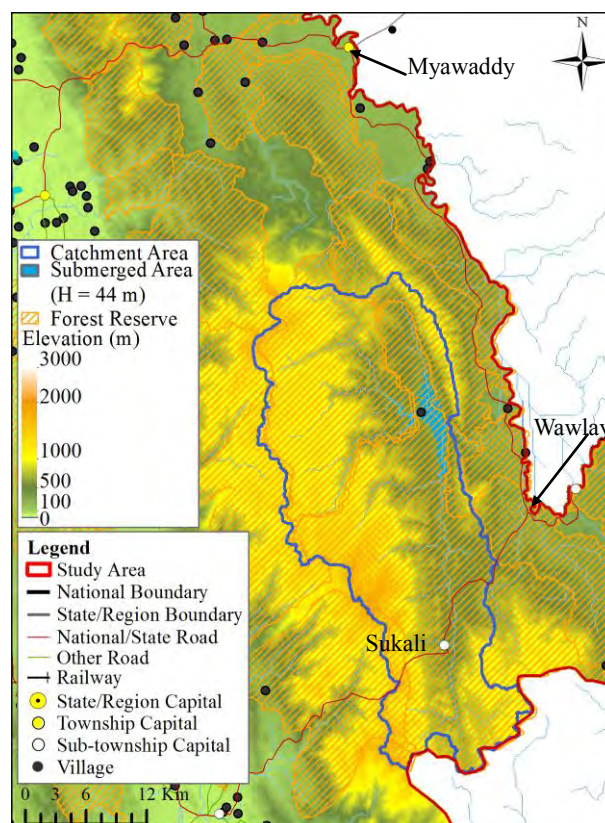 N
Myawaddy
Catchment Area
Submerged Area
(H = 44 m)
Forest Reserve
Elevation (m)
3000
2000
1000
500
100
0
Wawlay
Legend
Study Area
National Boundary
State/Region Boundary
National/State Road
Other Road
Railway
State/Region Capital
Township Capital
Sub-township Capital
Village
0 3 6 12 Km
Sukali